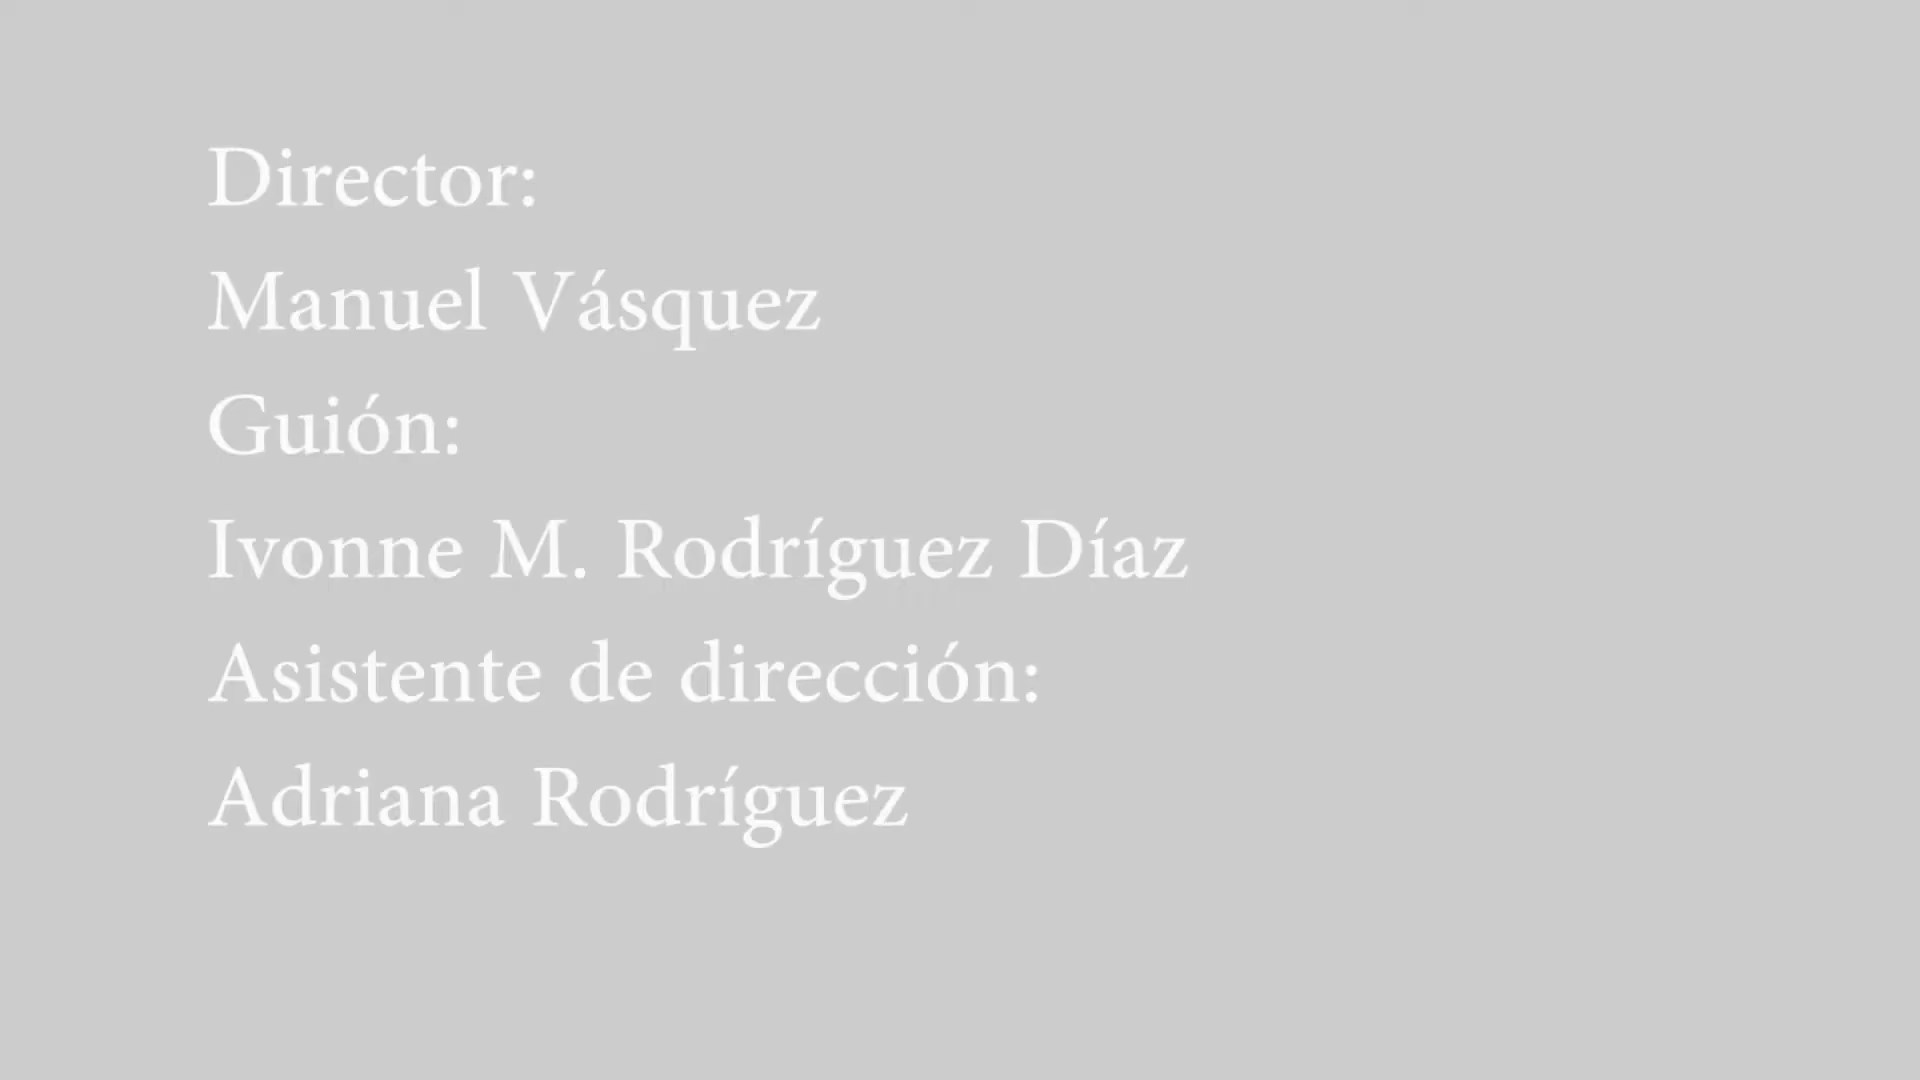 Director:
Manuel Vásquez
Guión:
Ivonne M. Rodríguez Díaz
Asistente de dirección:
Adriana Rodríguez